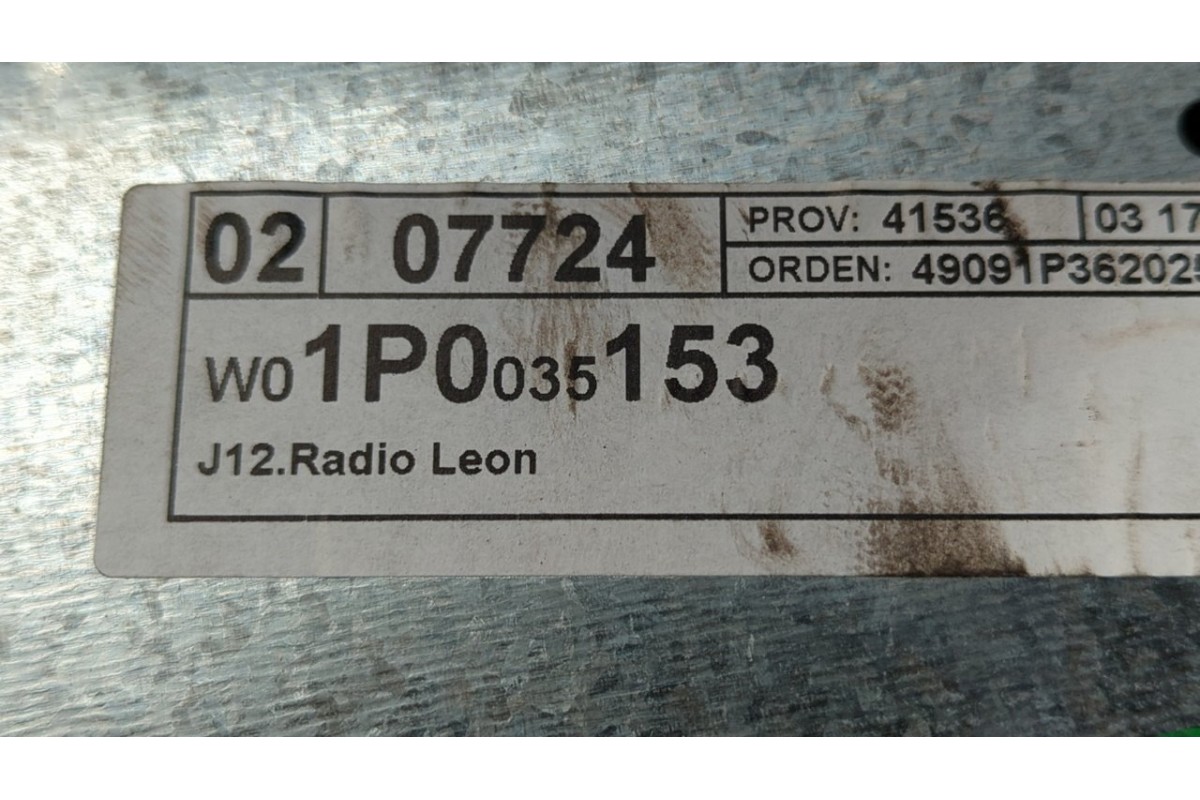 02 07724 PROV: 41536 03 17
ORDEN: 49091P362025
W01P0035153
J12.Radio Leon